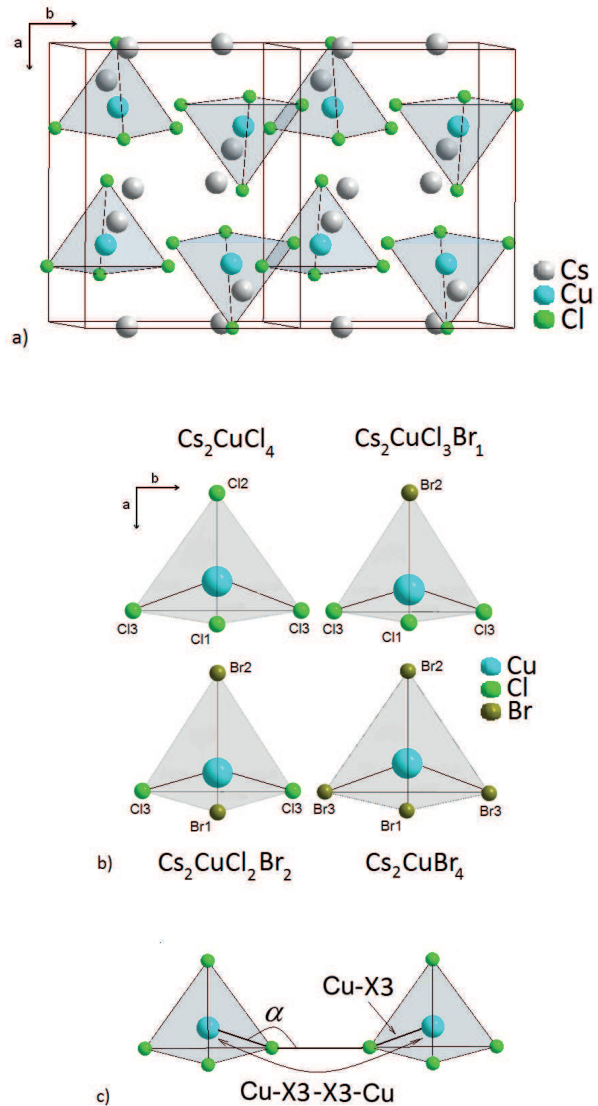 b
a
Cs
Cu
Cl
a)
Cs₂CuCl₄ Cs₂CuCl₃Br₁
b
a
Cl2 Br2
Cl3 Cl1 Cl3 Cl3 Cl1 Cl3
Br2 Br2
Cu
Cl
Br
Cl3 Br1 Cl3 Br3 Br1 Br3
b) Cs₂CuCl₂Br₂ Cs₂CuBr₄
Cu-X3
α
Cu-X3-X3-Cu
c)